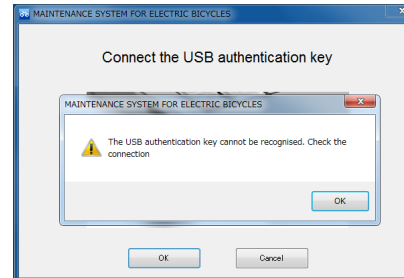 MAINTENANCE SYSTEM FOR ELECTRIC BICYCLES
Connect the USB authentication key
MAINTENANCE SYSTEM FOR ELECTRIC BICYCLES
The USB authentication key cannot be recognised. Check the
connection
OK
OK
Cancel